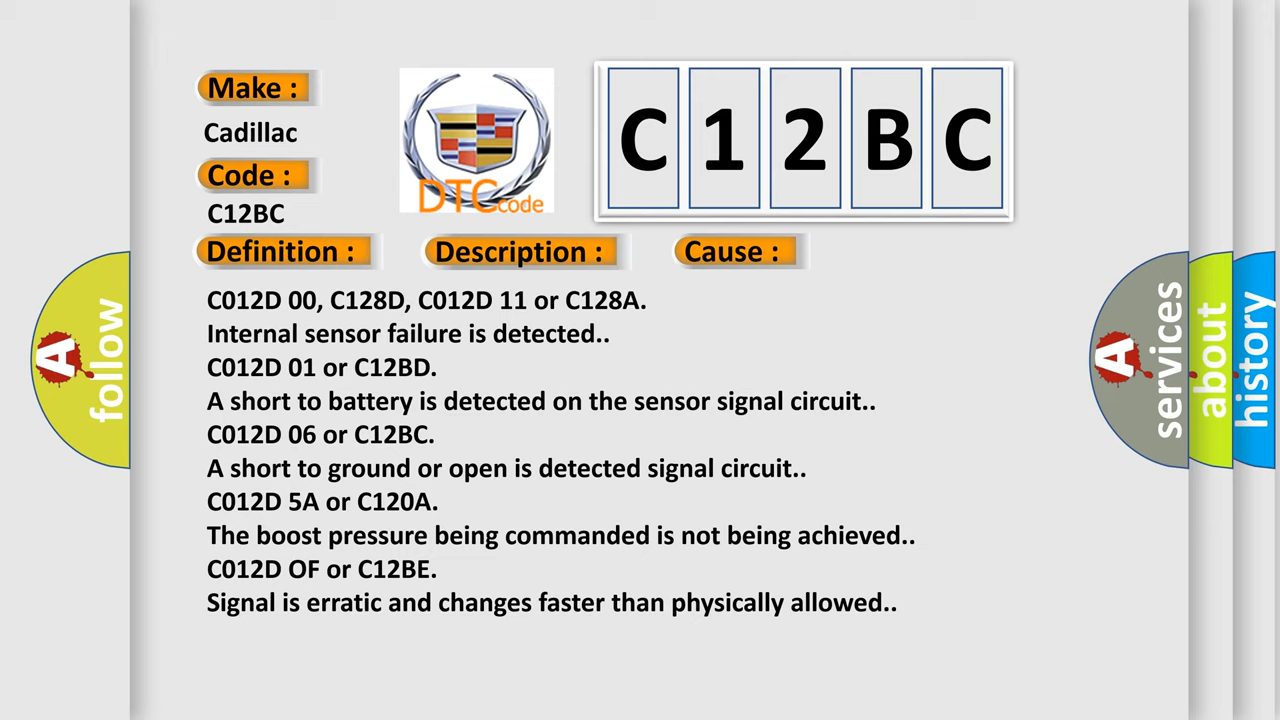 Make :
Cadillac
Code :
C12BC
DTC code
C 1 2 B C
Definition :
Description :
Cause :
C012D 00, C128D, C012D 11 or C128A.
Internal sensor failure is detected..
C012D 01 or C12BD.
A short to battery is detected on the sensor signal circuit..
C012D 06 or C12BC.
A short to ground or open is detected signal circuit..
C012D 5A or C120A.
The boost pressure being commanded is not being achieved..
C012D OF or C12BE.
Signal is erratic and changes faster than physically allowed..
A follow
A services
about
history